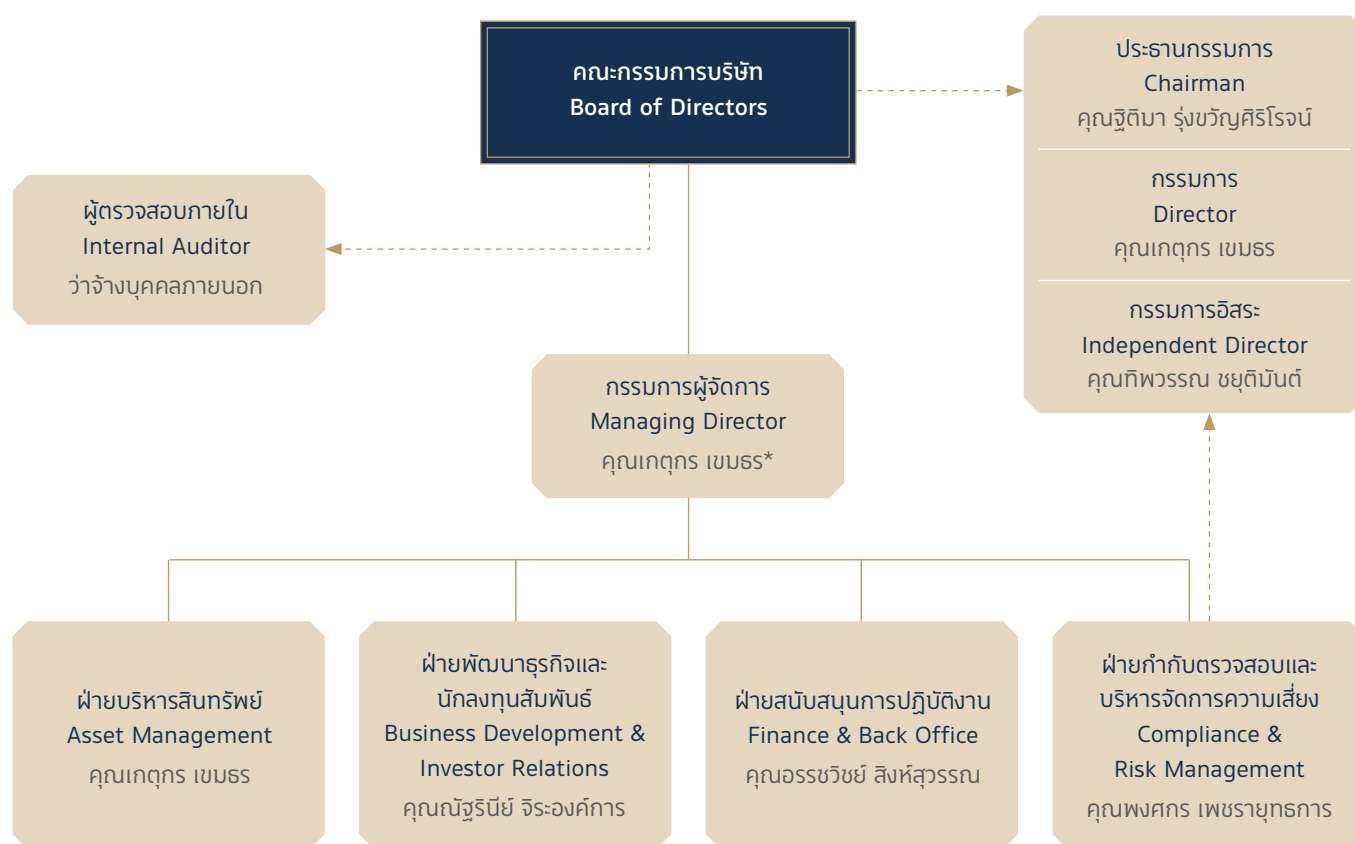 คณะกรรมการบริษัท
Board of Directors
ประธานกรรมการ
Chairman
คุณฐิติมา รุ่งขวัญศิริโรจน์
กรรมการ
Director
คุณเกตุกร เขมธร
กรรมการอิสระ
Independent Director
คุณทิพวรรณ ชยุติมันต์
ผู้ตรวจสอบภายใน
Internal Auditor
ว่าจ้างบุคคลภายนอก
กรรมการผู้จัดการ
Managing Director
คุณเกตุกร เขมธร*
ฝ่ายบริหารสินทรัพย์
Asset Management
คุณเกตุกร เขมธร
ฝ่ายพัฒนาธุรกิจและ
นักลงทุนสัมพันธ์
Business Development &
Investor Relations
คุณณัฐรินีย์ จิระองค์การ
ฝ่ายสนับสนุนการปฏิบัติงาน
Finance & Back Office
คุณอรรชวิชย์ สิงห์สุวรรณ
ฝ่ายกำกับตรวจสอบและ
บริหารจัดการความเสี่ยง
Compliance &
Risk Management
คุณพงศกร เพชรายุทธการ